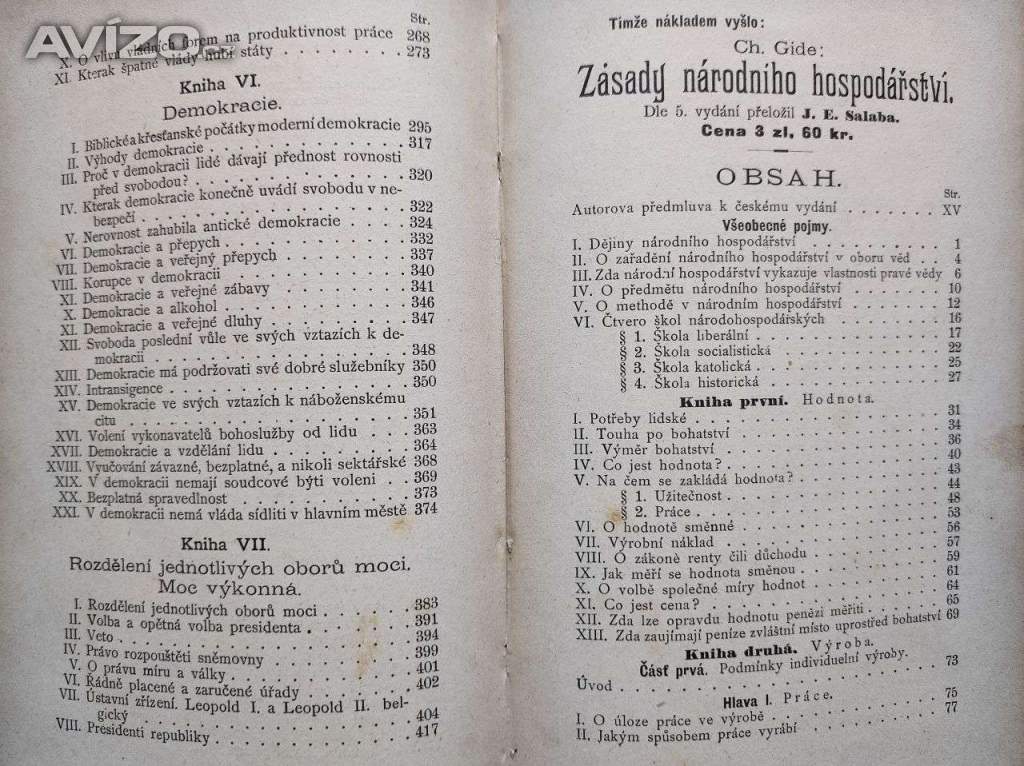 AVÍZO.cz
Str.
X. O vlivu vládních forem na produktivnost práce 268
XI. Kterak špatné vlády hubí státy . . . . . . . 273
Kniha VI.
Demokracie.
I. Biblické a křesťanské počátky moderní demokracie 295
II. Výhody demokracie . . . . . . . . . . . 317
III. Proč v demokracii lidé dávají přednost rovnosti
před svobodou? . . . . . . . . . . . . 320
IV. Kterak demokracie konečně uvádí svobodu v ne-
bezpečí . . . . . . . . . . . . . . . 322
V. Nerovnost zahubila antické demokracie . . . . 324
VI. Demokracie a přepych . . . . . . . . . . 332
VII. Demokracie a veřejný přepych . . . . . . . 337
VIII. Korupce v demokracii . . . . . . . . . . 340
XI. Demokracie a veřejné zábavy . . . . . . . 341
X. Demokracie a alkohol . . . . . . . . . . 346
XI. Demokracie a veřejné dluhy . . . . . . . . 347
XII. Svoboda poslední vůle ve svých vztazích k de-
mokracii . . . . . . . . . . . . . . . 348
XIII. Demokracie má podržovati své dobré služebníky 350
XIV. Intransigence . . . . . . . . . . . . . 350
XV. Demokracie ve svých vztazích k náboženskému
citu . . . . . . . . . . . . . . . . . 351
XVI. Volení vykonavatelů bohoslužby od lidu . . . 363
XVII. Demokracie a vzdělání lidu . . . . . . . . 364
XVIII. Vyučování závazné, bezplatné, a nikoli sektářské 368
XIX. V demokracii nemají soudcové býti voleni . . 369
XX. Bezplatná spravedlnost . . . . . . . . . . 373
XXI. V demokracii nemá vláda sídliti v hlavním městě 374
Kniha VII.
Rozdělení jednotlivých oborů moci.
Moc výkonná.
I. Rozdělení jednotlivých oborů moci . . . . . . 383
II. Volba a opětná volba presidenta . . . . . . . 391
III. Veto . . . . . . . . . . . . . . . . . 394
IV. Právo rozpouštěti sněmovny . . . . . . . . 399
V. O právu míru a války . . . . . . . . . . 401
VI. Řádně placené a zaručené úřady . . . . . . 402
VII. Ústavní zřízení. Leopold I. a Leopold II. bel-
gický . . . . . . . . . . . . . . . . 404
VIII. Presidenti republiky . . . . . . . . . . . 417
Tímže nákladem vyšlo:
Ch. Gide:
Zásady národního hospodářství.
Dle 5. vydání přeložil J. E. Salaba.
Cena 3 zl, 60 kr.
OBSAH.
Str.
Autorova předmluva k českému vydání . . . . . . XV
Všeobecné pojmy.
I. Dějiny národního hospodářství . . . . . . . . 1
II. O zařadění národního hospodářství v oboru věd . . 4
III. Zda národní hospodářství vykazuje vlastnosti pravé vědy 6
IV. O předmětu národního hospodářství . . . . . . 10
V. O methodě v národním hospodářství . . . . . . 12
VI. Čtvero škol národohospodářských . . . . . . . 16
§ 1. Škola liberální . . . . . . . . . . . . 17
§ 2. Škola socialistická . . . . . . . . . . . 22
§ 3. Škola katolická . . . . . . . . . . . . 25
§ 4. Škola historická . . . . . . . . . . . . 27
Kniha první. Hodnota.
I. Potřeby lidské . . . . . . . . . . . . . . 31
II. Touha po bohatství . . . . . . . . . . . . 34
III. Výměr bohatství . . . . . . . . . . . . . 36
IV. Co jest hodnota? . . . . . . . . . . . . . 40
V. Na čem se zakládá hodnota? . . . . . . . . . 43
§ 1. Užitečnost . . . . . . . . . . . . . . 44
§ 2. Práce . . . . . . . . . . . . . . . . 48
VI. O hodnotě směnné . . . . . . . . . . . . 53
VII. Výrobní náklad . . . . . . . . . . . . . 56
VIII. O zákoně renty čili důchodu . . . . . . . . 57
IX. Jak měří se hodnota směnou . . . . . . . . . 59
X. O volbě společné míry hodnot . . . . . . . . 61
XI. Co jest cena? . . . . . . . . . . . . . . 64
XII. Zda lze opravdu hodnotu penězi měřiti . . . . . 65
XIII. Zda zaujímají peníze zvláštní místo uprostřed bohatství 69
Kniha druhá. Výroba.
Část prvá. Podmínky individuelní výroby.
Úvod . . . . . . . . . . . . . . . . . . 73
Hlava I. Práce.
I. O úloze práce ve výrobě . . . . . . . . . . 75
II. Jakým způsobem práce vyrábí . . . . . . . . 77